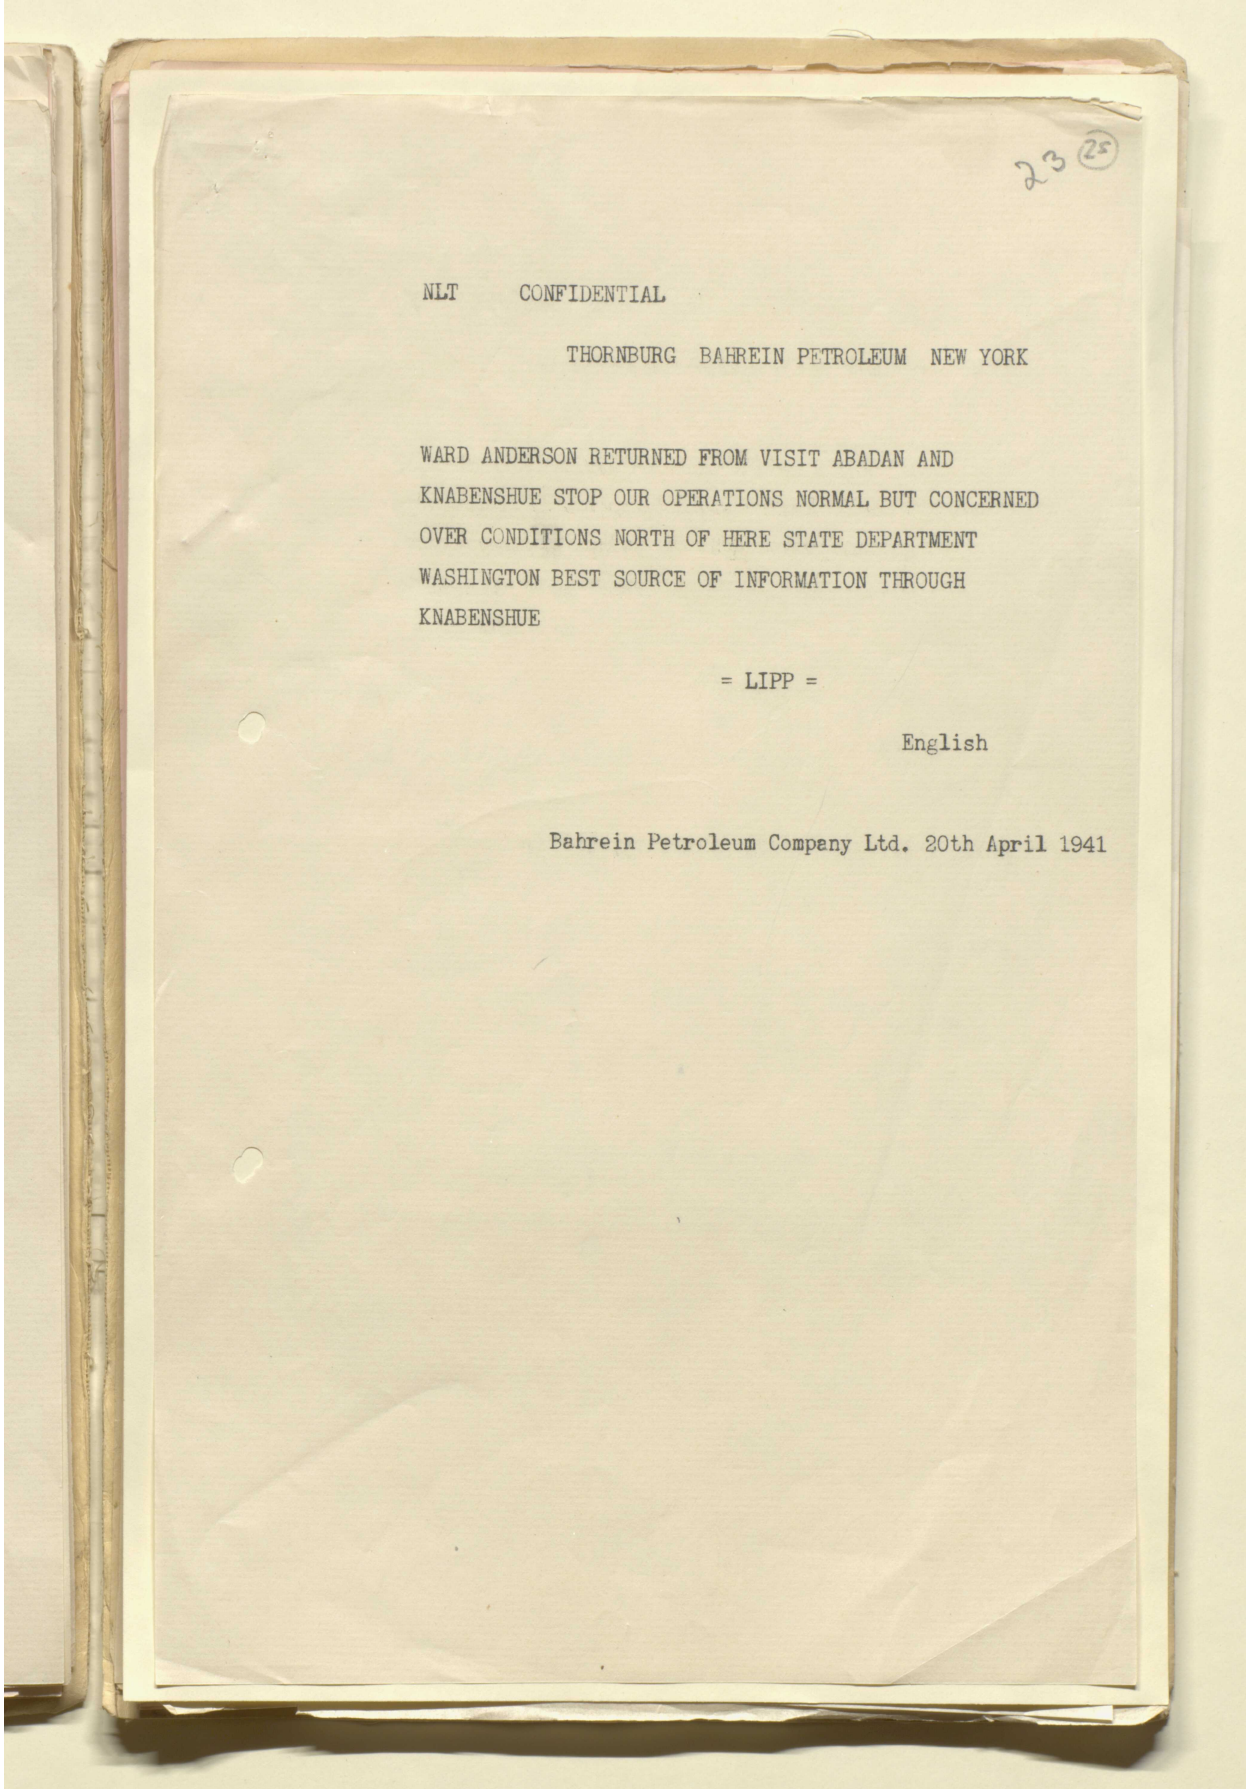 23 25
NLT CONFIDENTIAL
THORNBURG BAHREIN PETROLEUM NEW YORK
WARD ANDERSON RETURNED FROM VISIT ABADAN AND
KNABENSHUE STOP OUR OPERATIONS NORMAL BUT CONCERNED
OVER CONDITIONS NORTH OF HERE STATE DEPARTMENT
WASHINGTON BEST SOURCE OF INFORMATION THROUGH
KNABENSHUE
= LIPP =
English
Bahrein Petroleum Company Ltd. 20th April 1941